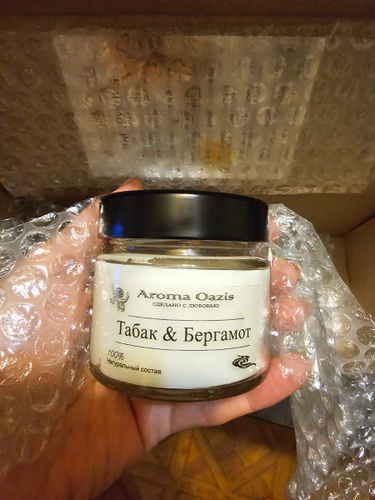 Aroma Oazis
СДЕЛАНО С ЛЮБОВЬЮ
Табак & Бергамот
100%
Натуральный состав